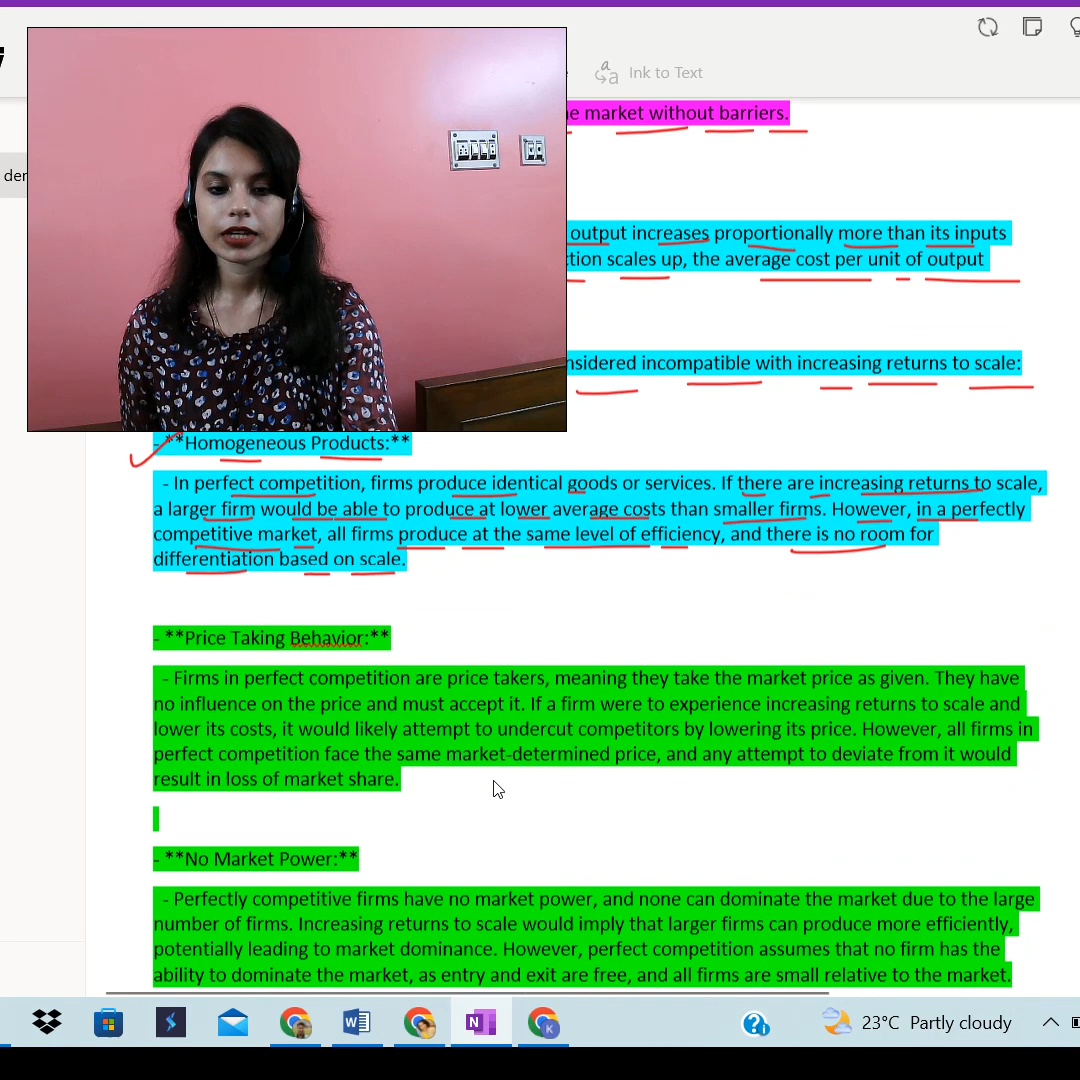 Ink to Text
market without barriers.
der
output increases proportionally more than its inputs
scales up, the average cost per unit of output
incompatible with increasing returns to scale:
- **Homogeneous Products:**
- In perfect competition, firms produce identical goods or services. If there are increasing returns to scale,
a larger firm would be able to produce at lower average costs than smaller firms. However, in a perfectly
competitive market, all firms produce at the same level of efficiency, and there is no room for
differentiation based on scale.
- **Price Taking Behavior:**
- Firms in perfect competition are price takers, meaning they take the market price as given. They have
no influence on the price and must accept it. If a firm were to experience increasing returns to scale and
lower its costs, it would likely attempt to undercut competitors by lowering its price. However, all firms in
perfect competition face the same market-determined price, and any attempt to deviate from it would
result in loss of market share.
- **No Market Power:**
- Perfectly competitive firms have no market power, and none can dominate the market due to the large
number of firms. Increasing returns to scale would imply that larger firms can produce more efficiently,
potentially leading to market dominance. However, perfect competition assumes that no firm has the
ability to dominate the market, as entry and exit are free, and all firms are small relative to the market.
23°C Partly cloudy